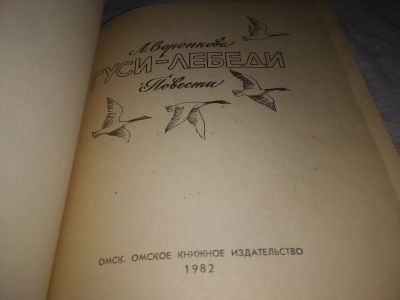 Л. Воронкова
ГУСИ-ЛЕБЕДИ
Повести
ОМСК. ОМСКОЕ КНИЖНОЕ ИЗДАТЕЛЬСТВО
1982